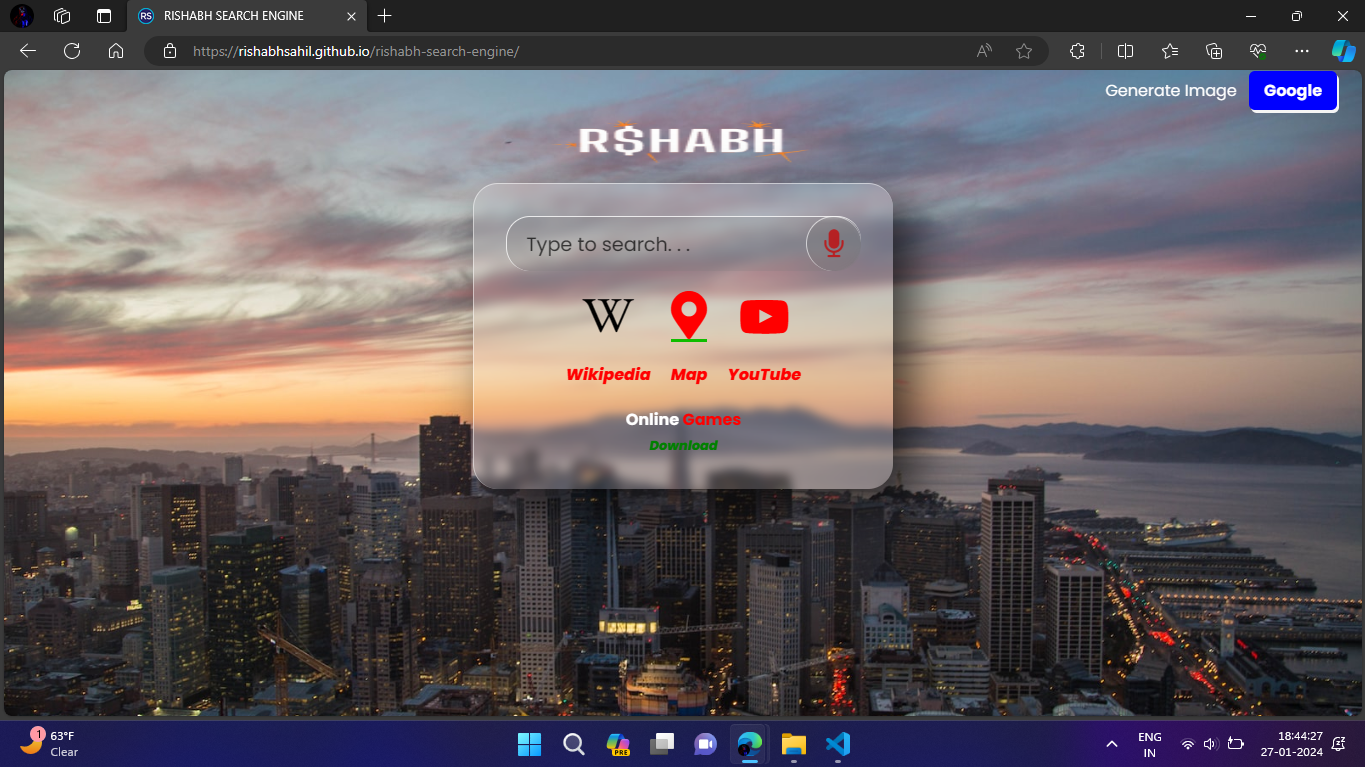 RISHABH SEARCH ENGINE
https://rishabhsahil.github.io/rishabh-search-engine/
Generate Image
Google
R$HABH
Type to search. . .
W
Wikipedia Map YouTube
Online Games
Download
1
63°F
Clear
PRE
ENG
IN
18:44:27
27-01-2024